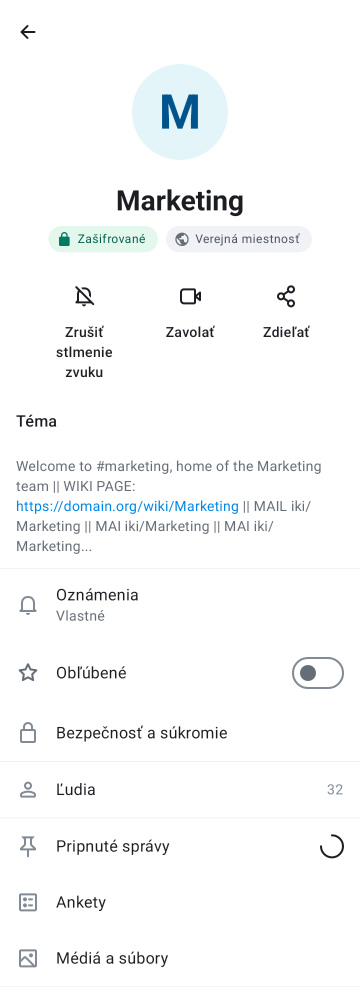 M
Marketing
Zašifrované
Verejná miestnosť
Zrušiť
stlmenie
zvuku
Zavolať
Zdieľať
Téma
Welcome to #marketing, home of the Marketing
team || WIKI PAGE:
https://domain.org/wiki/Marketing || MAIL iki/
Marketing || MAI iki/Marketing || MAI iki/
Marketing...
Oznámenia
Vlastné
Obľúbené
Bezpečnosť a súkromie
Ľudia 32
Pripnuté správy
Ankety
Médiá a súbory